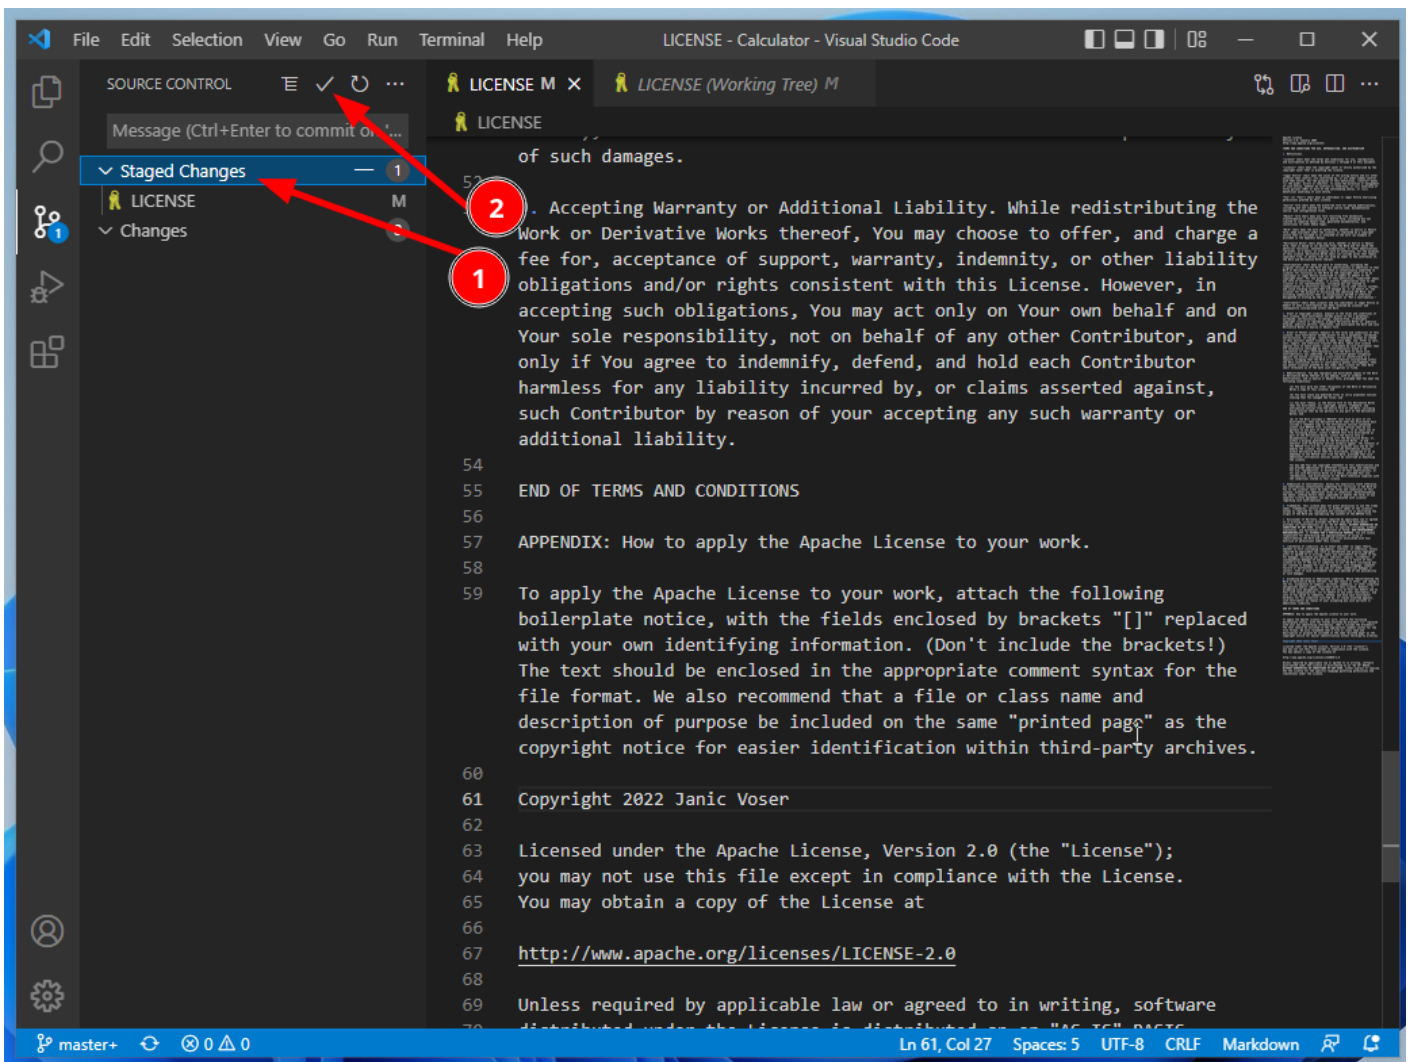 File Edit Selection View Go Run Terminal Help LICENSE - Calculator - Visual Studio Code
SOURCE CONTROL
LICENSE M
LICENSE (Working Tree) M
LICENSE
Message (Ctrl+Enter to commit
Staged Changes 1
LICENSE M
Changes
1
2
1
of such damages.
. Accepting Warranty or Additional Liability. While redistributing the
Work or Derivative Works thereof, You may choose to offer, and charge a
fee for, acceptance of support, warranty, indemnity, or other liability
obligations and/or rights consistent with this License. However, in
accepting such obligations, You may act only on Your own behalf and on
Your sole responsibility, not on behalf of any other Contributor, and
only if You agree to indemnify, defend, and hold each Contributor
harmless for any liability incurred by, or claims asserted against,
such Contributor by reason of your accepting any such warranty or
additional liability.
54
55 END OF TERMS AND CONDITIONS
56
57 APPENDIX: How to apply the Apache License to your work.
58
59 To apply the Apache License to your work, attach the following
boilerplate notice, with the fields enclosed by brackets "[]" replaced
with your own identifying information. (Don't include the brackets!)
The text should be enclosed in the appropriate comment syntax for the
file format. We also recommend that a file or class name and
description of purpose be included on the same "printed page" as the
copyright notice for easier identification within third-party archives.
60
61 Copyright 2022 Janic Voser
62
63 Licensed under the Apache License, Version 2.0 (the "License");
64 you may not use this file except in compliance with the License.
65 You may obtain a copy of the License at
66
67 http://www.apache.org/licenses/LICENSE-2.0
68
69 Unless required by applicable law or agreed to in writing, software
master+ 0 0 Ln 61, Col 27 Spaces: 5 UTF-8 CRLF Markdown